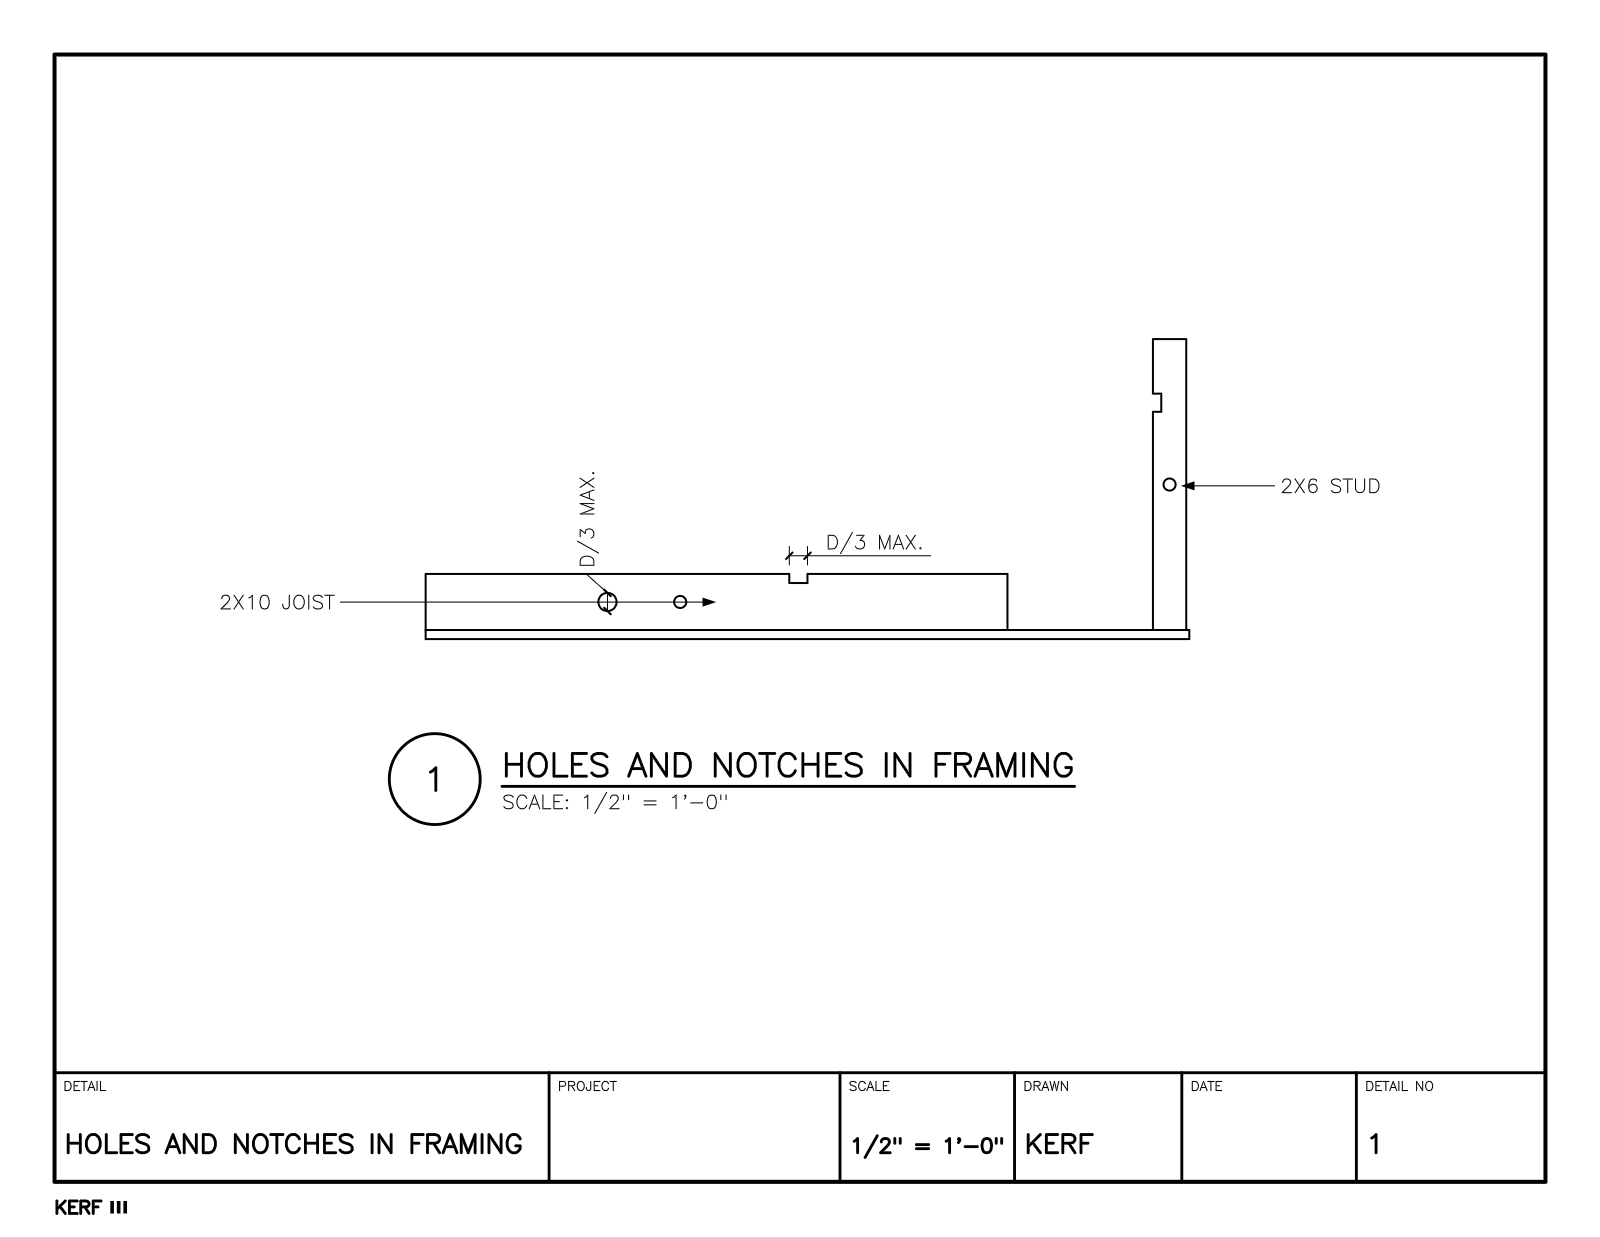 D/3 MAX.
D/3 MAX.
2X6 STUD
2X10 JOIST
1
HOLES AND NOTCHES IN FRAMING
SCALE: 1/2" = 1'-0"
DETAIL
HOLES AND NOTCHES IN FRAMING
PROJECT
SCALE
1/2" = 1'-0"
DRAWN
KERF
DATE
DETAIL NO
1
KERF III